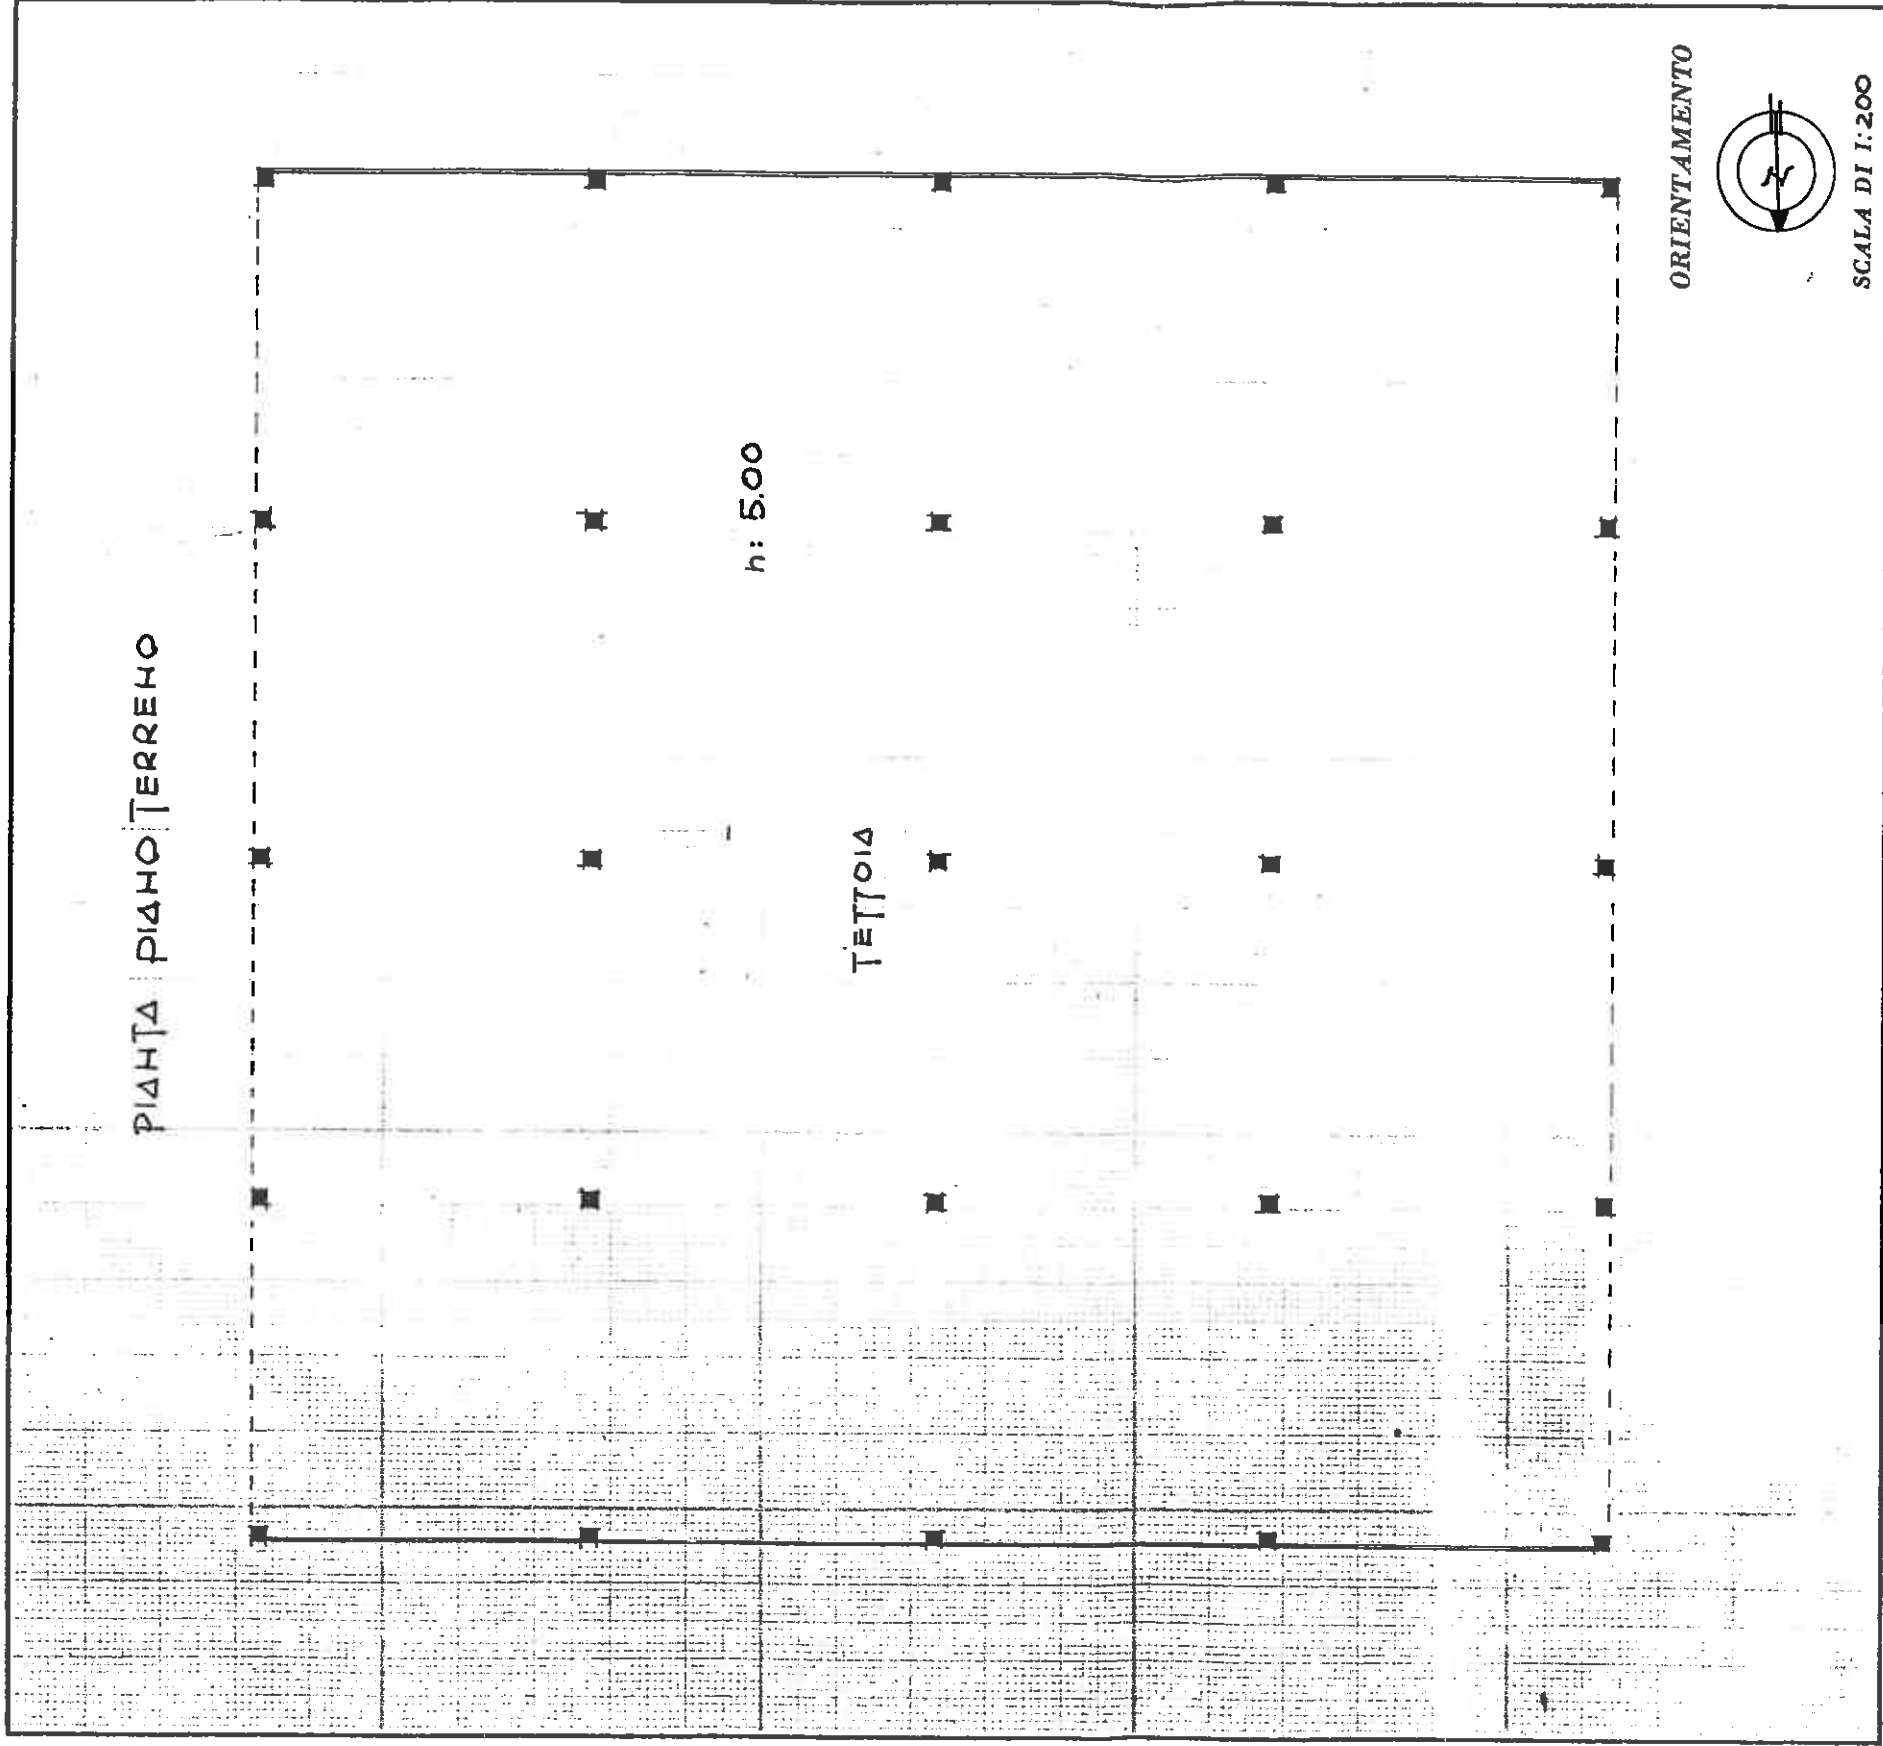 PIANTA PIANO TERRENO
h: 5.00
TETTOIA
ORIENTAMENTO
N
SCALA DI 1:200